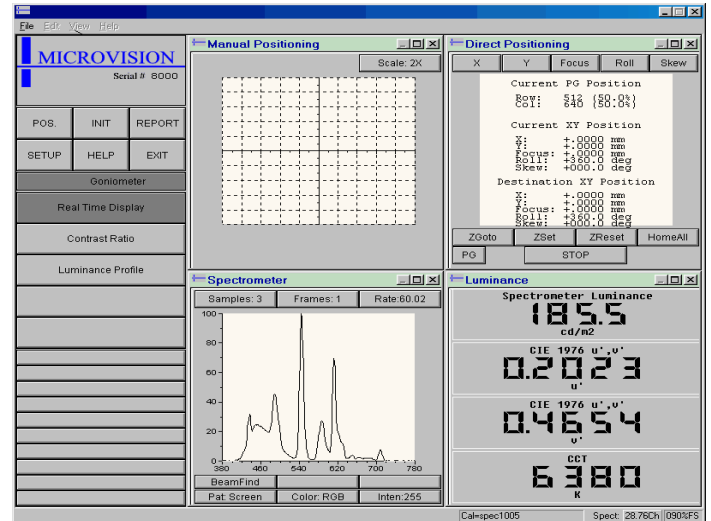 File Edit View Help
MICROVISION
Serial # 8000
POS. INIT REPORT
SETUP HELP EXIT
Goniometer
Real Time Display
Contrast Ratio
Luminance Profile
Manual Positioning
Scale: 2X
Direct Positioning
X Y Focus Roll Skew
Current PG Position
Row: 512 (50.0%)
Col: 640 (50.0%)
Current XY Position
X: +.0000 mm
Y: +.0000 mm
Focus: +.0000 mm
Roll: +360.0 deg
Skew: +000.0 deg
Destination XY Position
X: +.0000 mm
Y: +.0000 mm
Focus: +.0000 mm
Roll: +360.0 deg
Skew: +000.0 deg
ZGoto ZSet ZReset HomeAll
PG STOP
Spectrometer
Samples: 3 Frames: 1 Rate:60.02
100
80
60
40
20
0
380 460 540 620 700 780
BeamFind
Pat: Screen Color: RGB Inten:255
Luminance
Spectrometer Luminance
185.5
cd/m2
CIE 1976 u',v'
0.2023
u'
CIE 1976 u',v'
0.4654
v'
CCT
6380
K
Cal=spec1005 Spect: 28.76Ch 090%FS